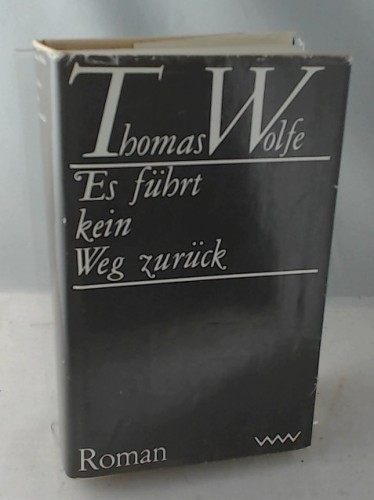 Thomas Wolfe
Es führt
kein
Weg zurück
Roman